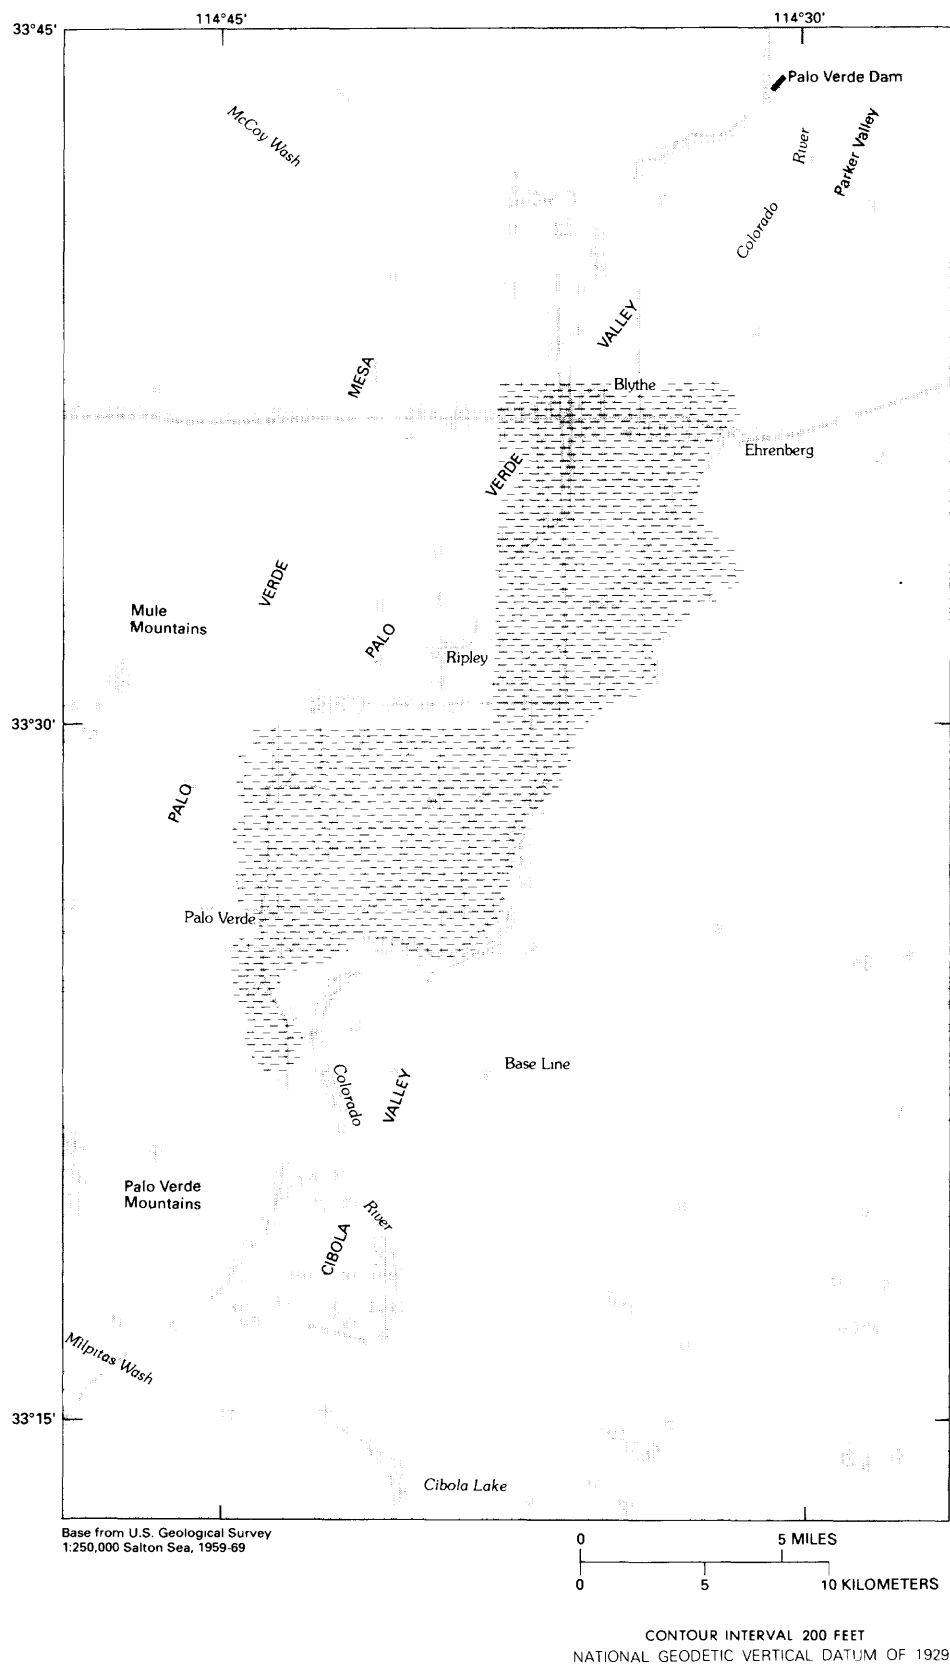 114°45'
114°30'
33°45'
Palo Verde Dam
McCoy Wash
River
Parker Valley
Colorado
VALLEY
MESA
Blythe
Ehrenberg
VERDE
VERDE
Mule
Mountains
PALO
Ripley
33°30'
PALO
Palo Verde
Base Line
Colorado
VALLEY
Palo Verde
Mountains
River
CIBOLA
Milpitas Wash
33°15'
Cibola Lake
Base from U.S. Geological Survey
1:250,000 Salton Sea, 1959-69
0 5 MILES
0 5 10 KILOMETERS
CONTOUR INTERVAL 200 FEET
NATIONAL GEODETIC VERTICAL DATUM OF 1929